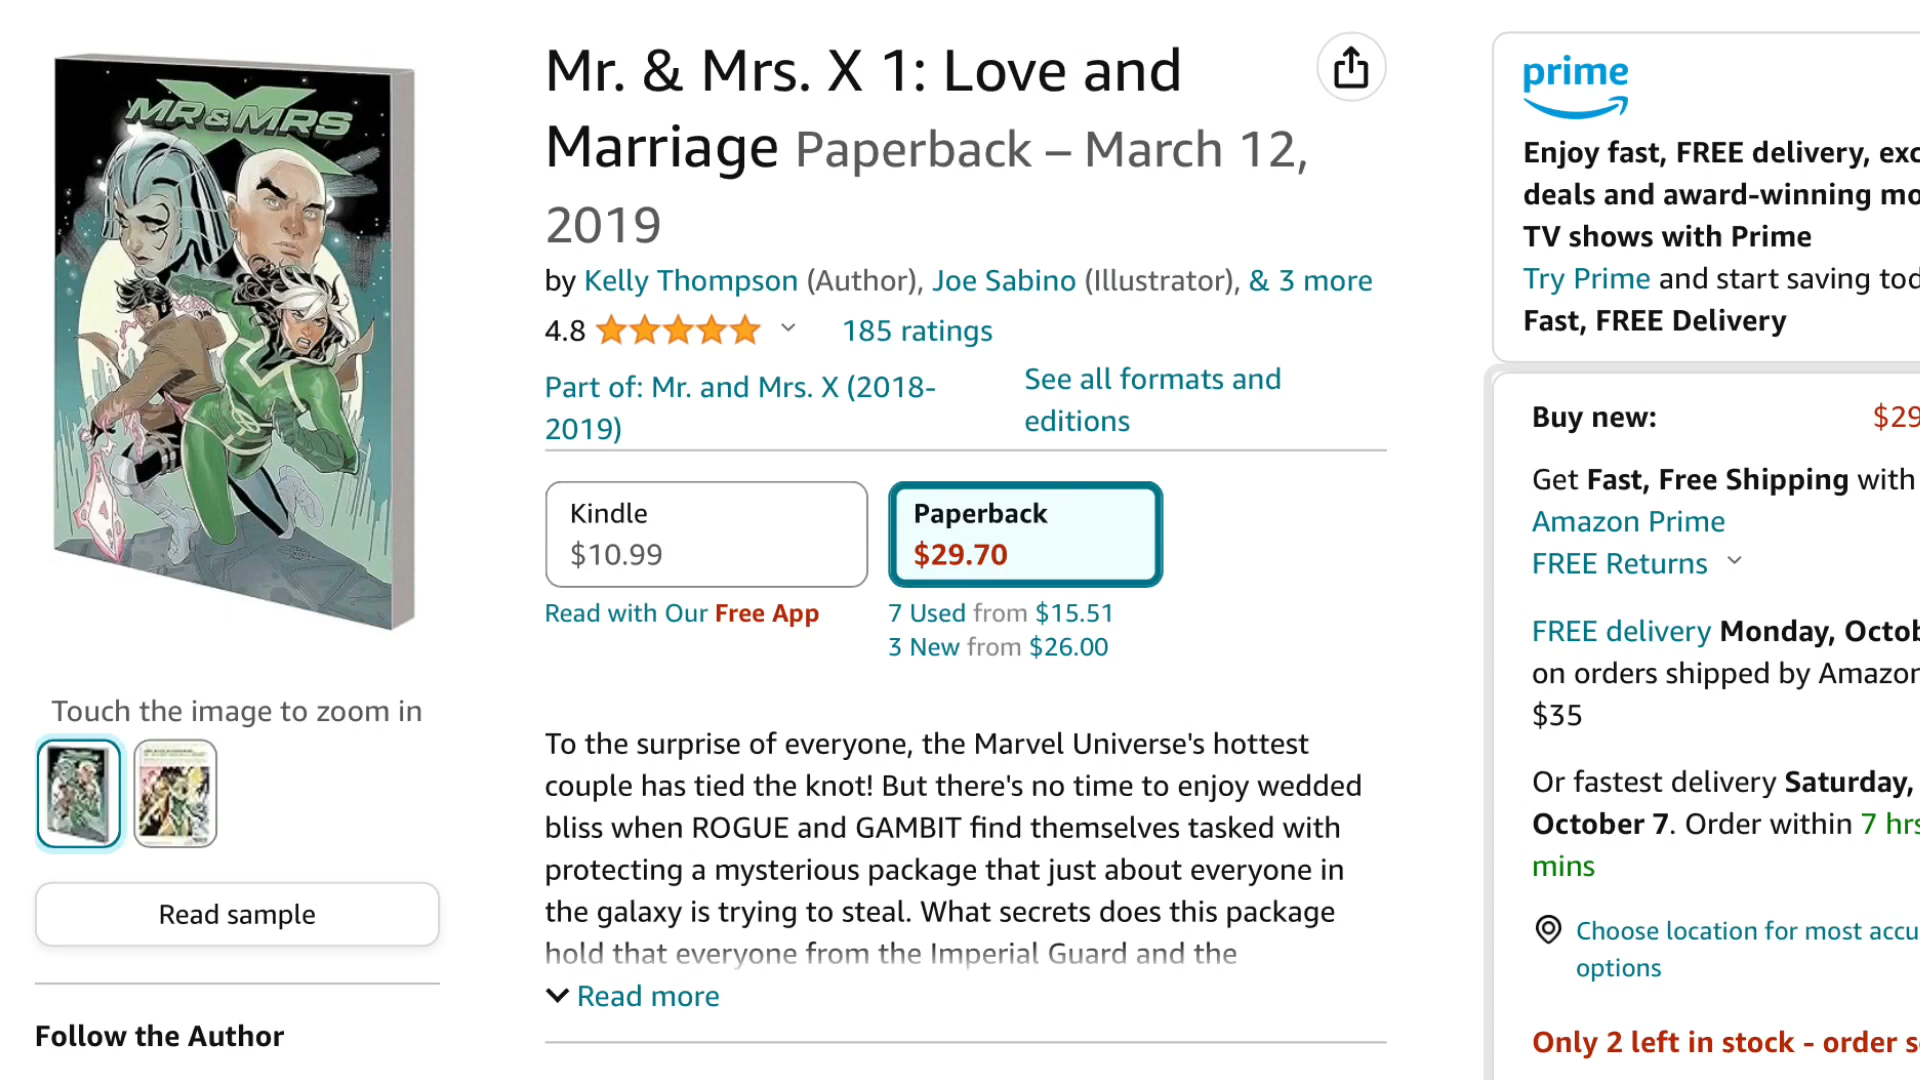 MR & MRS X
Touch the image to zoom in
Read sample
Follow the Author
Mr. & Mrs. X 1: Love and
Marriage Paperback – March 12,
2019
by Kelly Thompson (Author), Joe Sabino (Illustrator), & 3 more
4.8 185 ratings
Part of: Mr. and Mrs. X (2018-
2019)
See all formats and
editions
Kindle
$10.99
Read with Our Free App
Paperback
$29.70
7 Used from $15.51
3 New from $26.00
To the surprise of everyone, the Marvel Universe's hottest
couple has tied the knot! But there's no time to enjoy wedded
bliss when ROGUE and GAMBIT find themselves tasked with
protecting a mysterious package that just about everyone in
the galaxy is trying to steal. What secrets does this package
hold that everyone from the Imperial Guard and the
Read more
prime
Enjoy fast, FREE delivery, exc
deals and award-winning mo
TV shows with Prime
Try Prime and start saving tod
Fast, FREE Delivery
Buy new: $29
Get Fast, Free Shipping with
Amazon Prime
FREE Returns
FREE delivery Monday, Octob
on orders shipped by Amazon
$35
Or fastest delivery Saturday,
October 7. Order within 7 hrs
mins
Choose location for most accu
options
Only 2 left in stock - order s